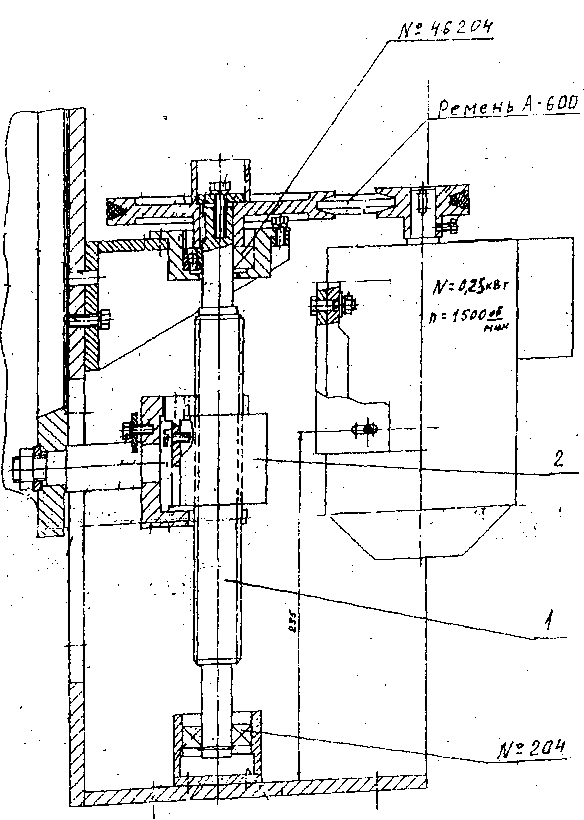 № 46204
Ремень А-600
N = 0,25 кВт
n = 1500 об/мин
2
1
235
№ 204